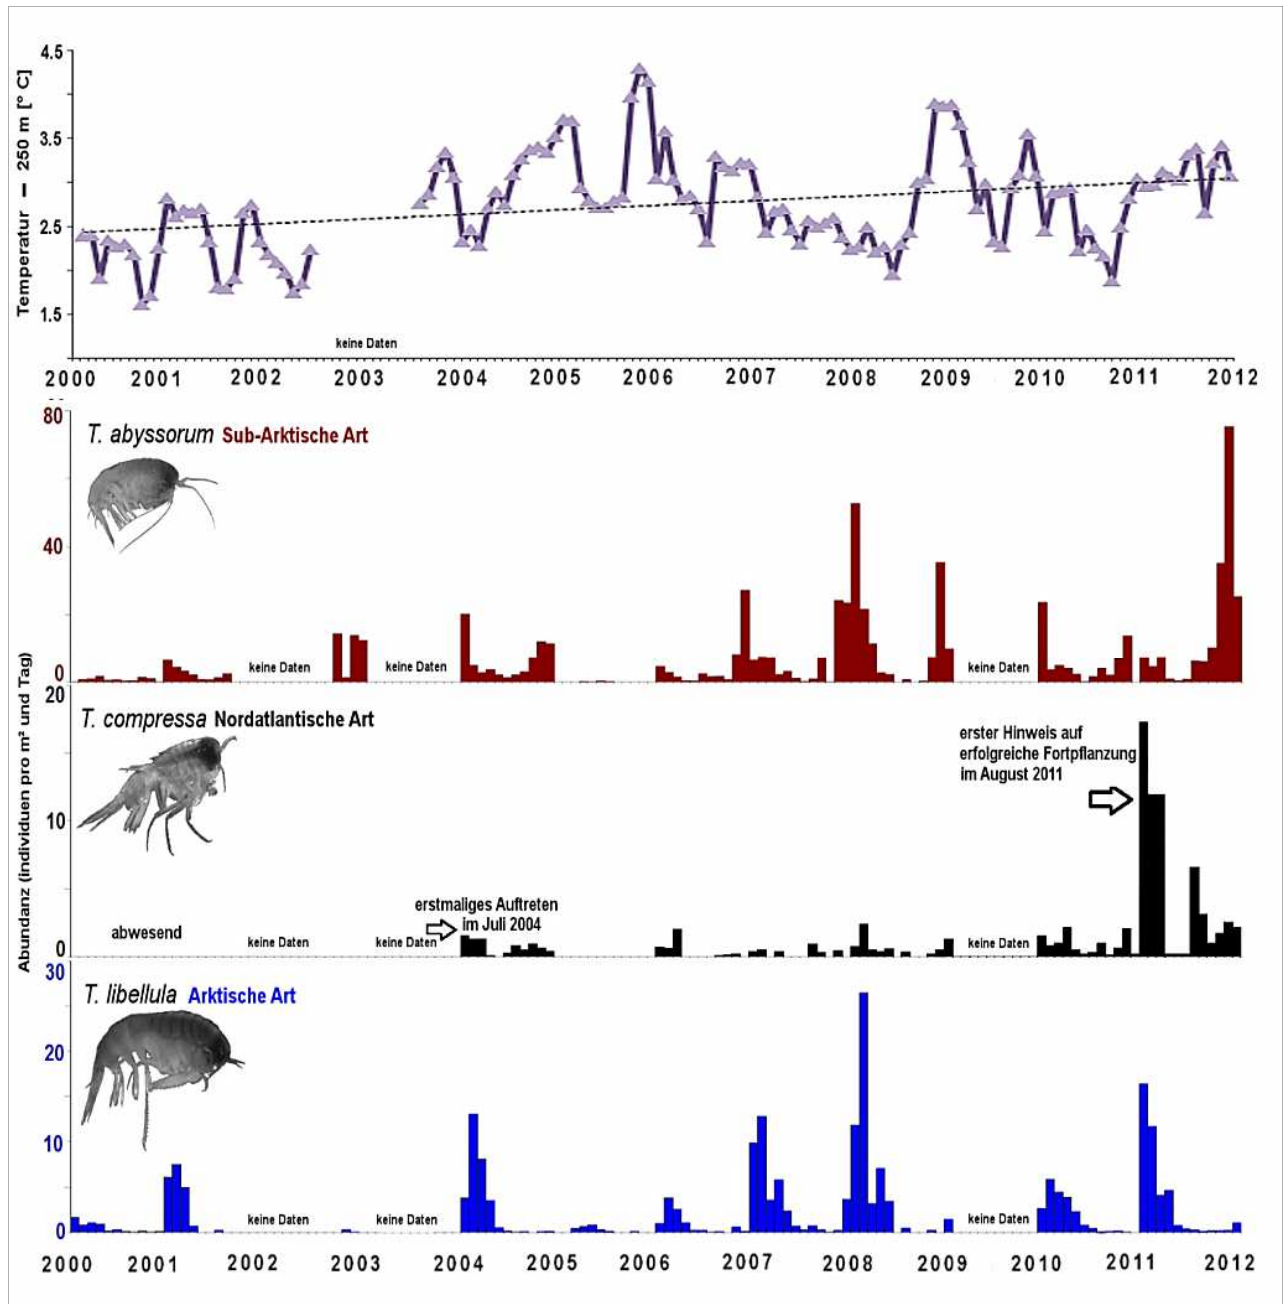 4.5
3.5
2.5
1.5
Temperatur – 250 m [° C]
keine Daten
2000 2001 2002 2003 2004 2005 2006 2007 2008 2009 2010 2011 2012
80
40
0
T. abyssorum Sub-Arktische Art
keine Daten
keine Daten
keine Daten
Abundanz (individuen pro m² und Tag)
20
10
0
T. compressa Nordatlantische Art
erster Hinweis auf
erfolgreiche Fortpflanzung
im August 2011
erstmaliges Auftreten
im Juli 2004
abwesend
keine Daten
keine Daten
keine Daten
30
20
10
0
T. libellula Arktische Art
keine Daten
keine Daten
keine Daten
2000 2001 2002 2003 2004 2005 2006 2007 2008 2009 2010 2011 2012